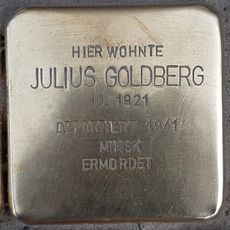 HIER WOHNTE
JULIUS GOLDBERG
JG. 1921
DEPORTIERT 1941
MINSK
ERMORDET